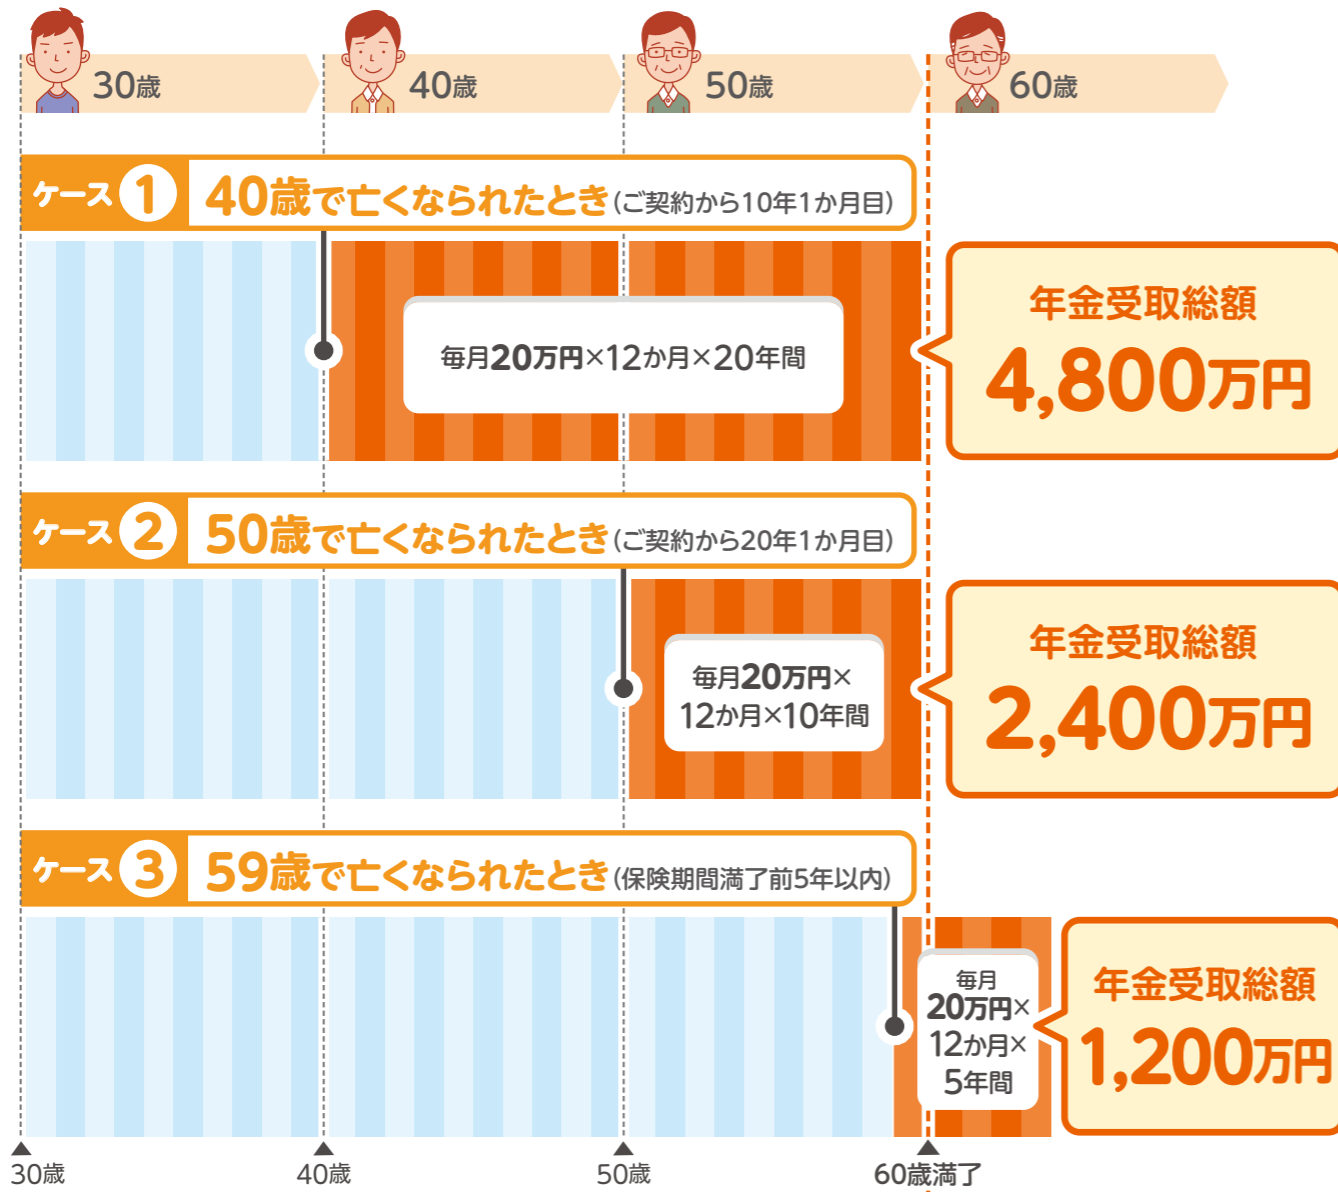 30歳
40歳
50歳
60歳
ケース1 40歳で亡くなられたとき(ご契約から10年1か月目)
毎月20万円×12か月×20年間
年金受取総額
4,800万円
ケース2 50歳で亡くなられたとき(ご契約から20年1か月目)
毎月20万円×
12か月×10年間
年金受取総額
2,400万円
ケース3 59歳で亡くなられたとき(保険期間満了前5年以内)
毎月
20万円×
12か月×
5年間
年金受取総額
1,200万円
30歳
40歳
50歳
60歳満了